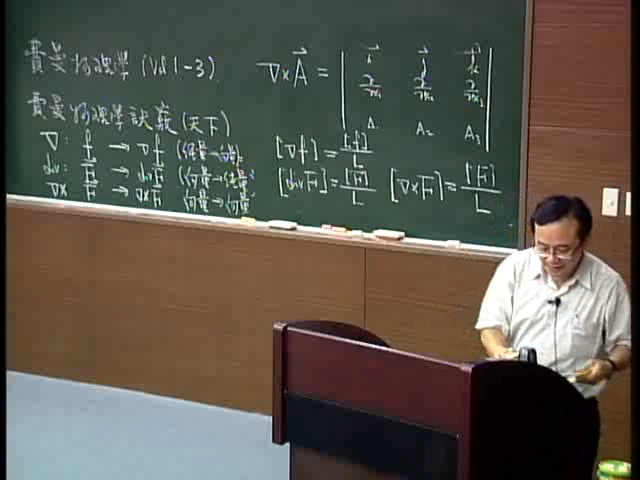 費曼物理學 (Vol 1-3)
費曼物理學訣竅 (天下)
∇: f → ∇f (純量→向量)
div: F⃗ → div F⃗ (向量→純量)
∇× F⃗ → ∇×F⃗ (向量→向量)
∇×A⃗ =
i⃗ j⃗ k⃗
∂/∂x₁ ∂/∂x₂ ∂/∂x₃
A₁ A₂ A₃
[∇f] = [f]/L
[div F⃗] = [F⃗]/L [∇×F⃗] = [F⃗]/L